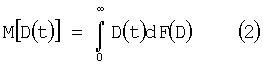 M[D(t)] = ∫₀^∞ D(t)dF(D) (2)